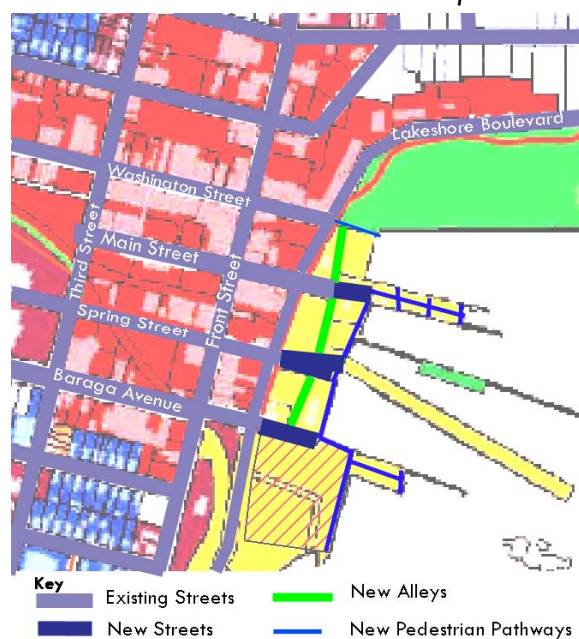 Lakeshore Boulevard
Washington Street
Main Street
Third Street
Front Street
Spring Street
Baraga Avenue
Key
Existing Streets
New Alleys
New Streets
New Pedestrian Pathways